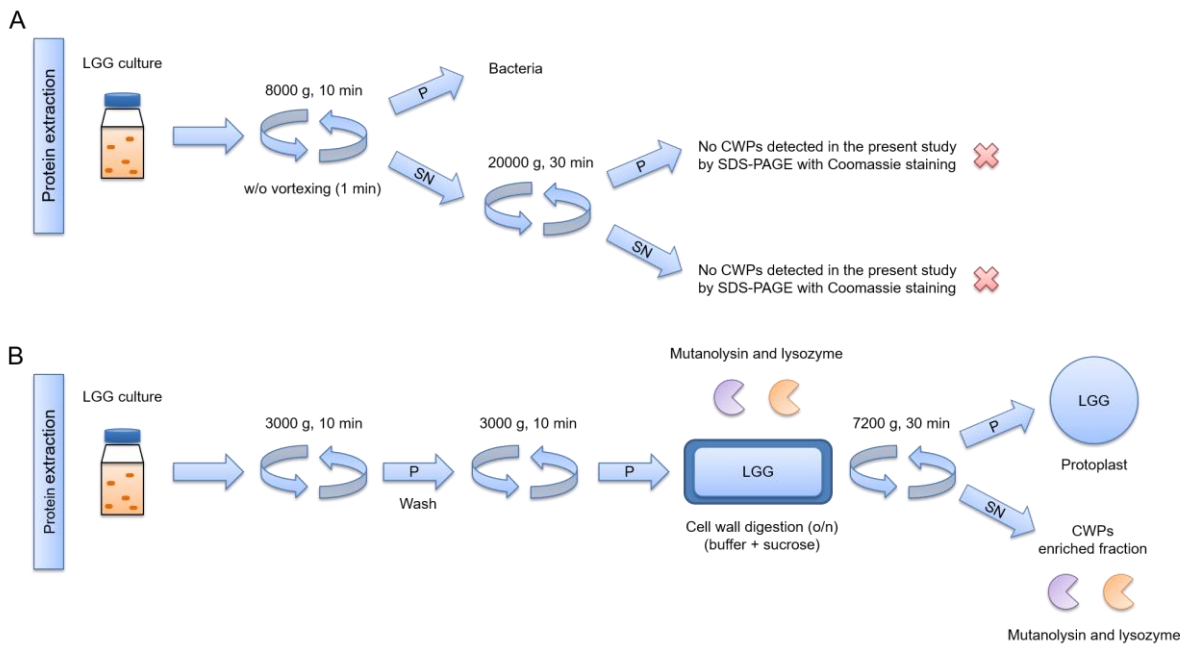 A
Protein extraction
LGG culture
8000 g, 10 min
w/o vortexing (1 min)
P
Bacteria
SN
20000 g, 30 min
P
No CWPs detected in the present study
by SDS-PAGE with Coomassie staining
SN
No CWPs detected in the present study
by SDS-PAGE with Coomassie staining
B
Protein extraction
LGG culture
3000 g, 10 min
P
Wash
3000 g, 10 min
P
Mutanolysin and lysozyme
LGG
Cell wall digestion (o/n)
(buffer + sucrose)
7200 g, 30 min
P
LGG
Protoplast
SN
CWPs
enriched fraction
Mutanolysin and lysozyme